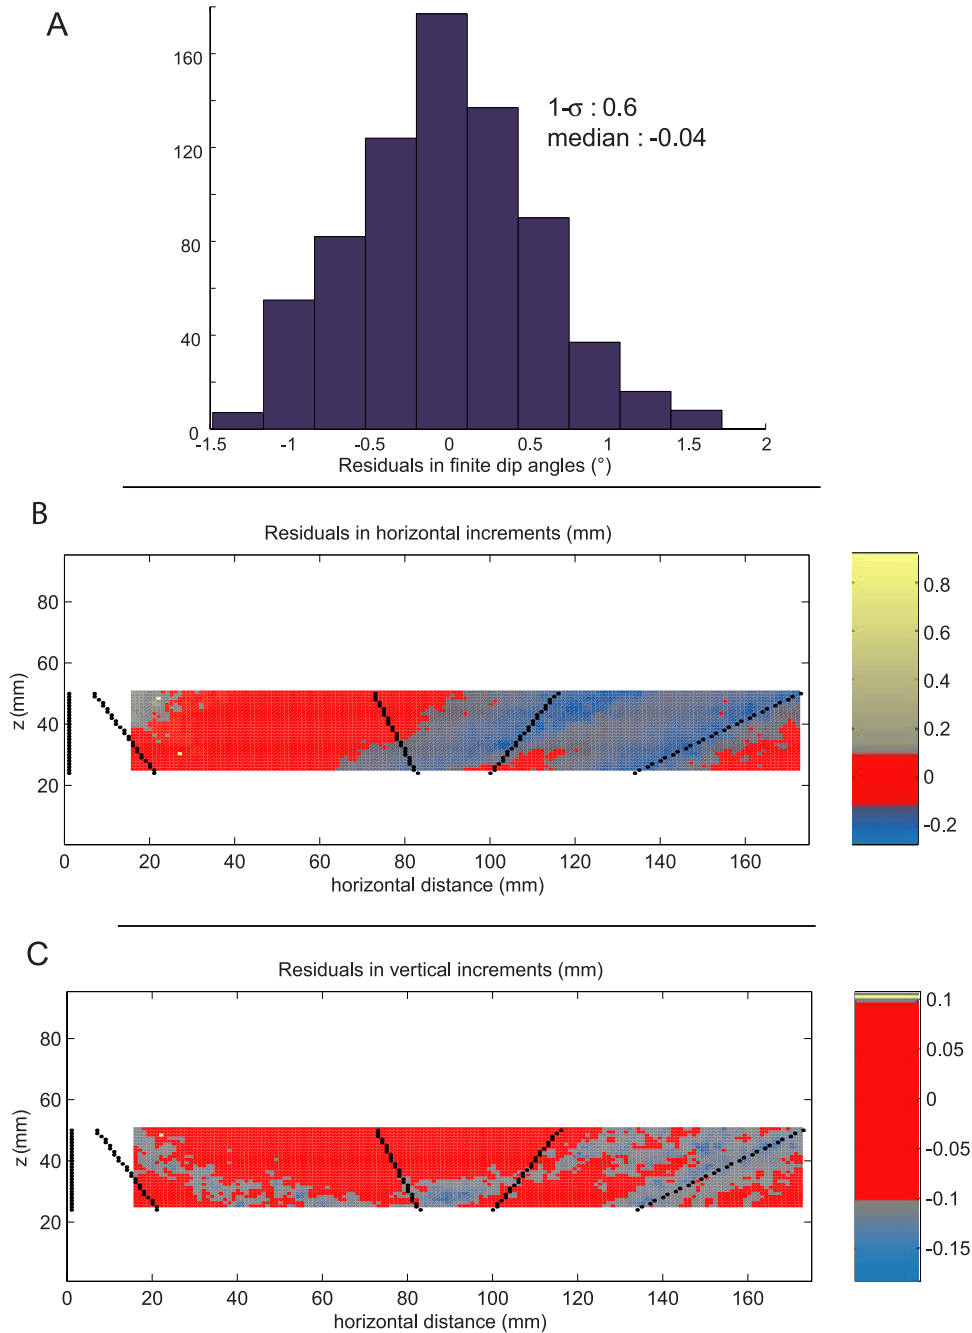 A
160
120
80
40
0
1-σ : 0.6
median : -0.04
-1.5 -1 -0.5 0 0.5 1 1.5 2
Residuals in finite dip angles (°)
B
Residuals in horizontal increments (mm)
80
60
40
20
z (mm)
0 20 40 60 80 100 120 140 160
horizontal distance (mm)
0.8
0.6
0.4
0.2
0
-0.2
C
Residuals in vertical increments (mm)
80
60
40
20
z (mm)
0 20 40 60 80 100 120 140 160
horizontal distance (mm)
0.1
0.05
0
-0.05
-0.1
-0.15